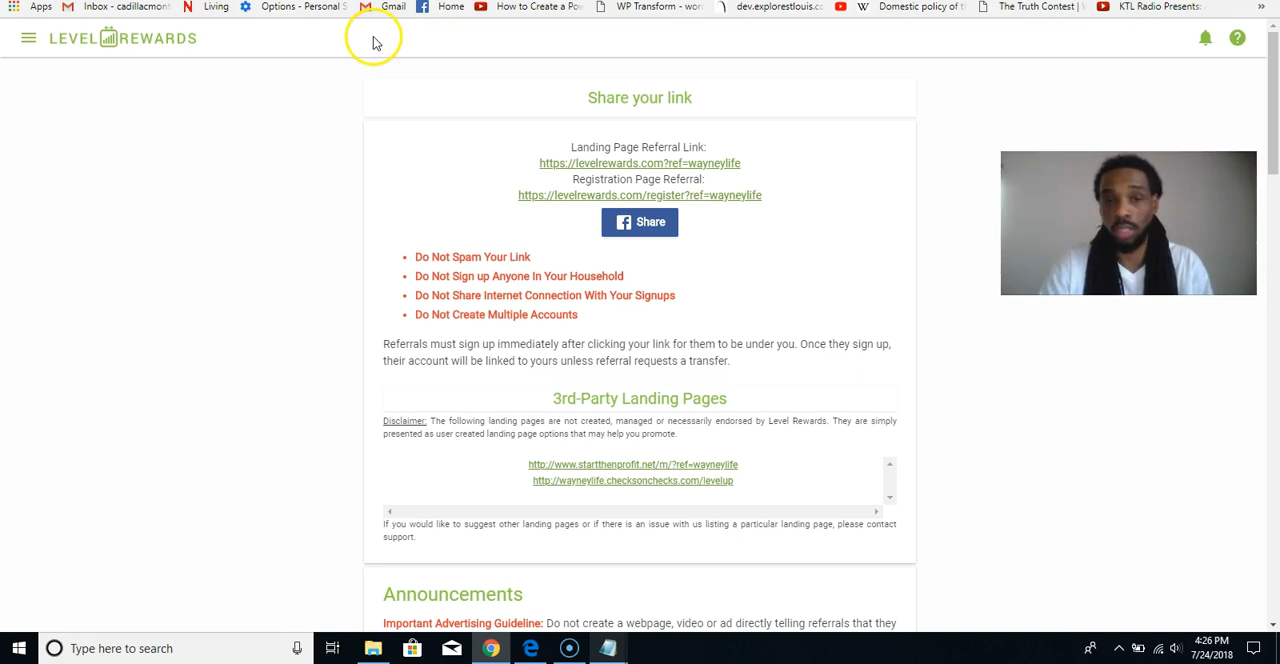 Apps Inbox - cadillacmont Living Options - Personal S Gmail Home How to Create a Pow WP Transform - wor dev.explorestlouis.co Domestic policy of t The Truth Contest | KTL Radio Presents: »
LEVEL REWARDS
Share your link
Landing Page Referral Link:
https://levelrewards.com?ref=wayneylife
Registration Page Referral:
https://levelrewards.com/register?ref=wayneylife
Share
• Do Not Spam Your Link
• Do Not Sign up Anyone In Your Household
• Do Not Share Internet Connection With Your Signups
• Do Not Create Multiple Accounts
Referrals must sign up immediately after clicking your link for them to be under you. Once they sign up,
their account will be linked to yours unless referral requests a transfer.
3rd-Party Landing Pages
Disclaimer: The following landing pages are not created, managed or necessarily endorsed by Level Rewards. They are simply
presented as user created landing page options that may help you promote.
http://www.startthenprofit.net/m/?ref=wayneylife
http://wayneylife.checksonchecks.com/levelup
If you would like to suggest other landing pages or if there is an issue with us listing a particular landing page, please contact
support.
Announcements
Important Advertising Guideline: Do not create a webpage, video or ad directly telling referrals that they
Type here to search
4:26 PM
7/24/2018